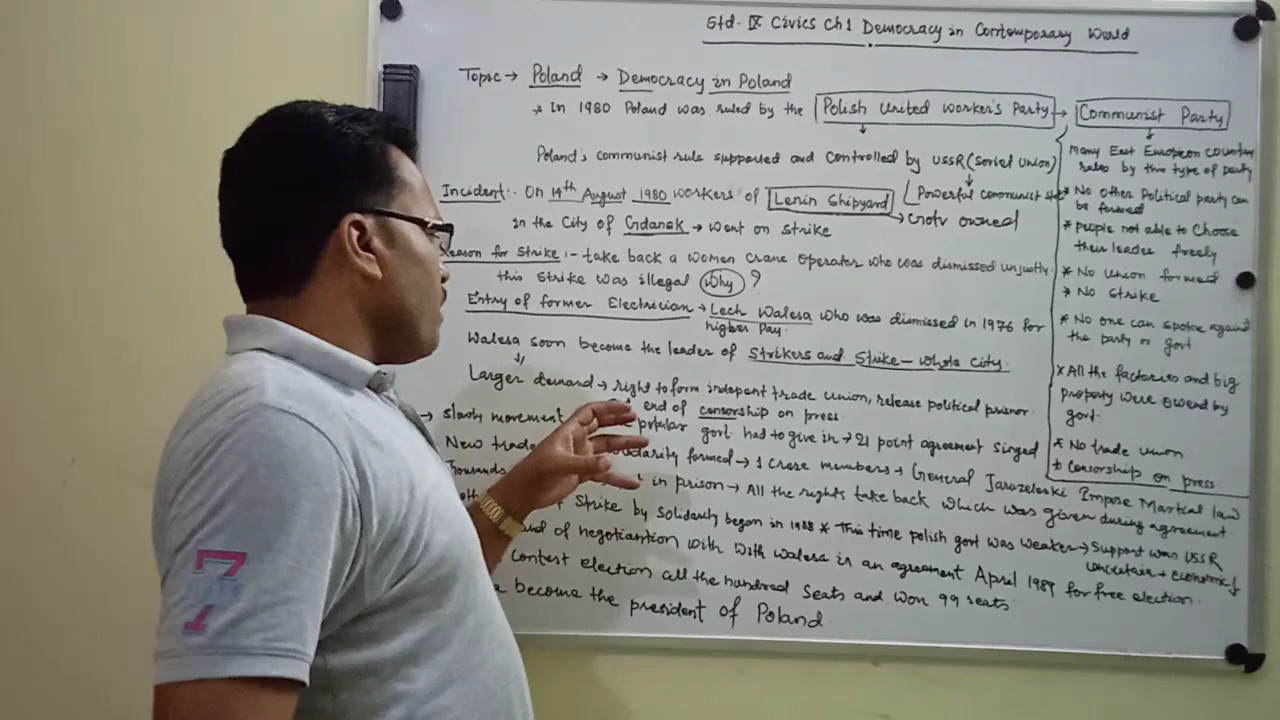 Std. IX Civics Ch1 Democracy in Contemporary World
Topic → Poland → Democracy in Poland
* In 1980 Poland was ruled by the Polish United Worker's Party → Communist Party
Poland's communist rule supported and controlled by USSR (Soviet Union)
Powerful communist
Incident:- On 14th August 1980 workers of Lenin Shipyard → Govt owned
in the City of Gdansk → went on strike
Reason for Strike:- take back a women crane operator who was dismissed unjustly
this strike was illegal Why ?
Entry of former Electrician → Lech Walesa who was dismissed in 1976 for
higher Pay.
Walesa soon become the leader of strikers and Strike - whole city.
Larger demand → right to form indepent trade union, release political prisnor
end of censorship on press
→ Slowly movement popular govt had to give in → 21 point agreement singed
New trade Solidarity formed → 1 crore members → General Jaruzeloski Impose Martial law
Thousands in prison → All the rights take back which was given during agreement
Strike by Solidarity began in 1988 * This time polish govt was weaker → Support was USSR
uncertain + economic
of negotiantion with with walesa in an agreement April 1989 for free election
contest election all the hundred seats and won 99 seats
become the president of Poland
Many East European
rules by this type of party
* No other Political party can
be formed
* people not able to choose
their leader freely
* No union formed
* No strike
* No one can spoke against
the party or govt
* All the factories and big
property were owend by
govt.
* No trade union
* Censorship on press